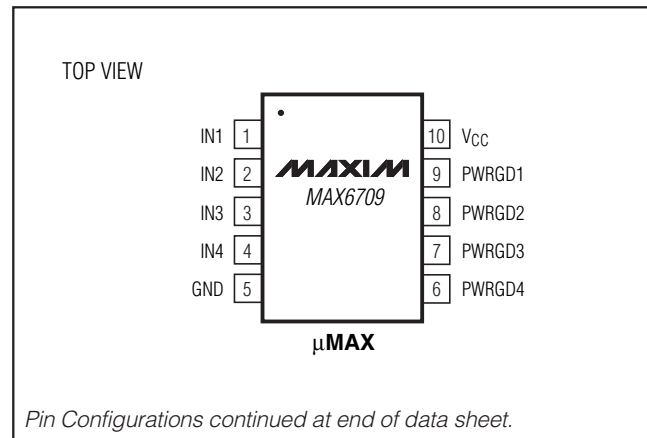 TOP VIEW
IN1 1
IN2 2
IN3 3
IN4 4
GND 5
MAXIM
MAX6709
10 VCC
9 PWRGD1
8 PWRGD2
7 PWRGD3
6 PWRGD4
μMAX
Pin Configurations continued at end of data sheet.